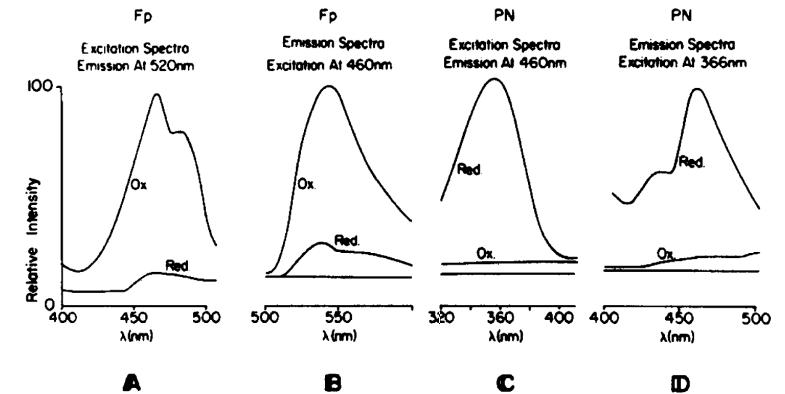 Fp
Fp
PN
PN
Excitation Spectra
Emission At 520nm
Emission Spectra
Excitation At 460nm
Excitation Spectra
Emission At 460nm
Emission Spectra
Excitation At 366nm
Relative Intensity
100
0
Ox.
Red.
400
450
500
λ(nm)
Ox.
Red.
500
550
λ(nm)
Red.
Ox.
320
360
400
λ(nm)
Red.
Ox.
400
450
500
λ(nm)
A
B
C
D